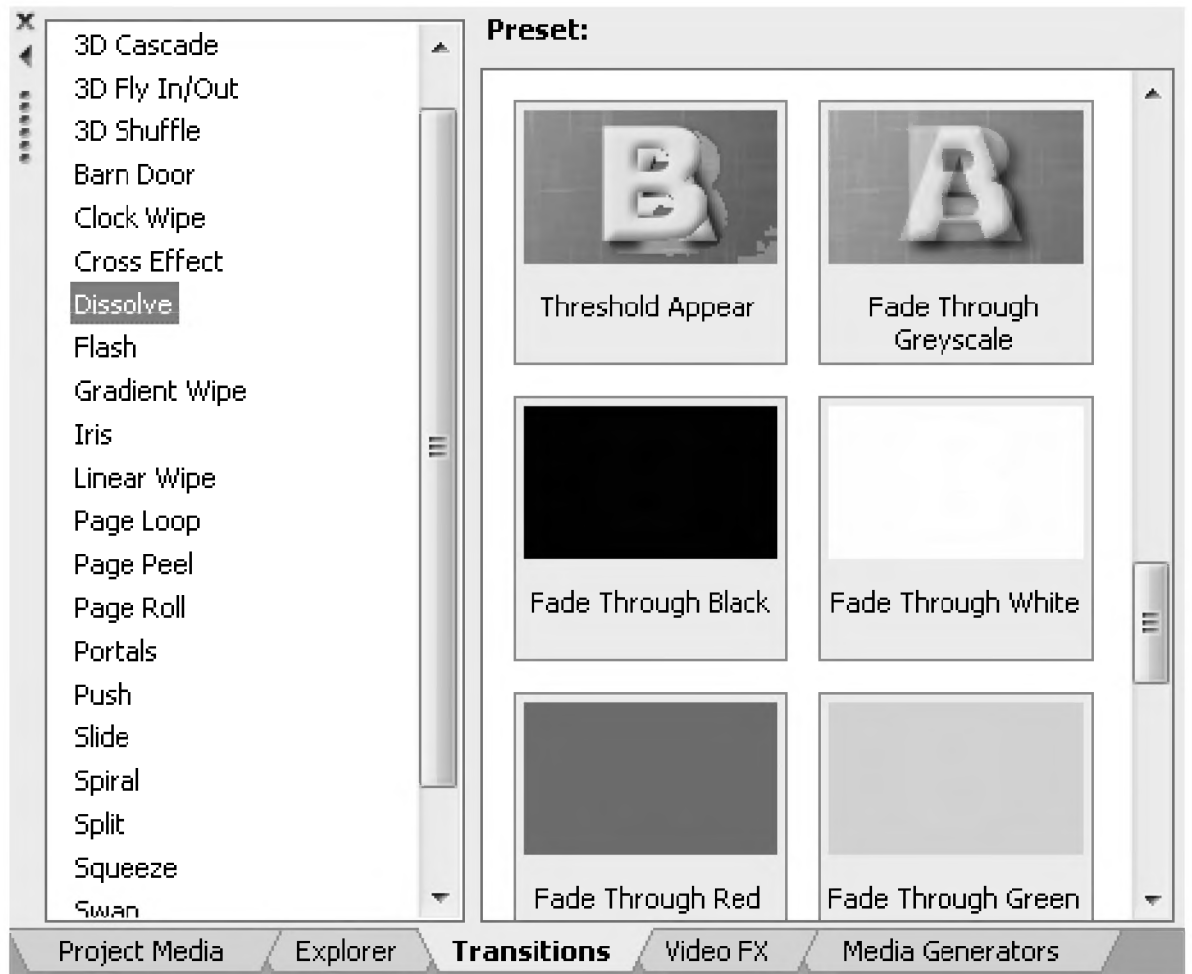 Preset:
3D Cascade
3D Fly In/Out
3D Shuffle
Barn Door
Clock Wipe
Cross Effect
Dissolve
Flash
Gradient Wipe
Iris
Linear Wipe
Page Loop
Page Peel
Page Roll
Portals
Push
Slide
Spiral
Split
Squeeze
Swap
B
A
Threshold Appear
Fade Through
Greyscale
Fade Through Black
Fade Through White
Fade Through Red
Fade Through Green
Project Media
Explorer
Transitions
Video FX
Media Generators